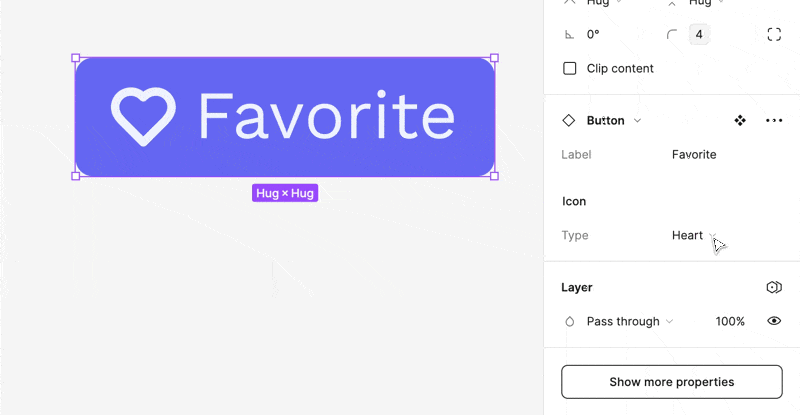 Hug Hug
0° 4
Clip content
Favorite
Button
Label Favorite
Hug × Hug
Icon
Type Heart
Layer
Pass through 100%
Show more properties